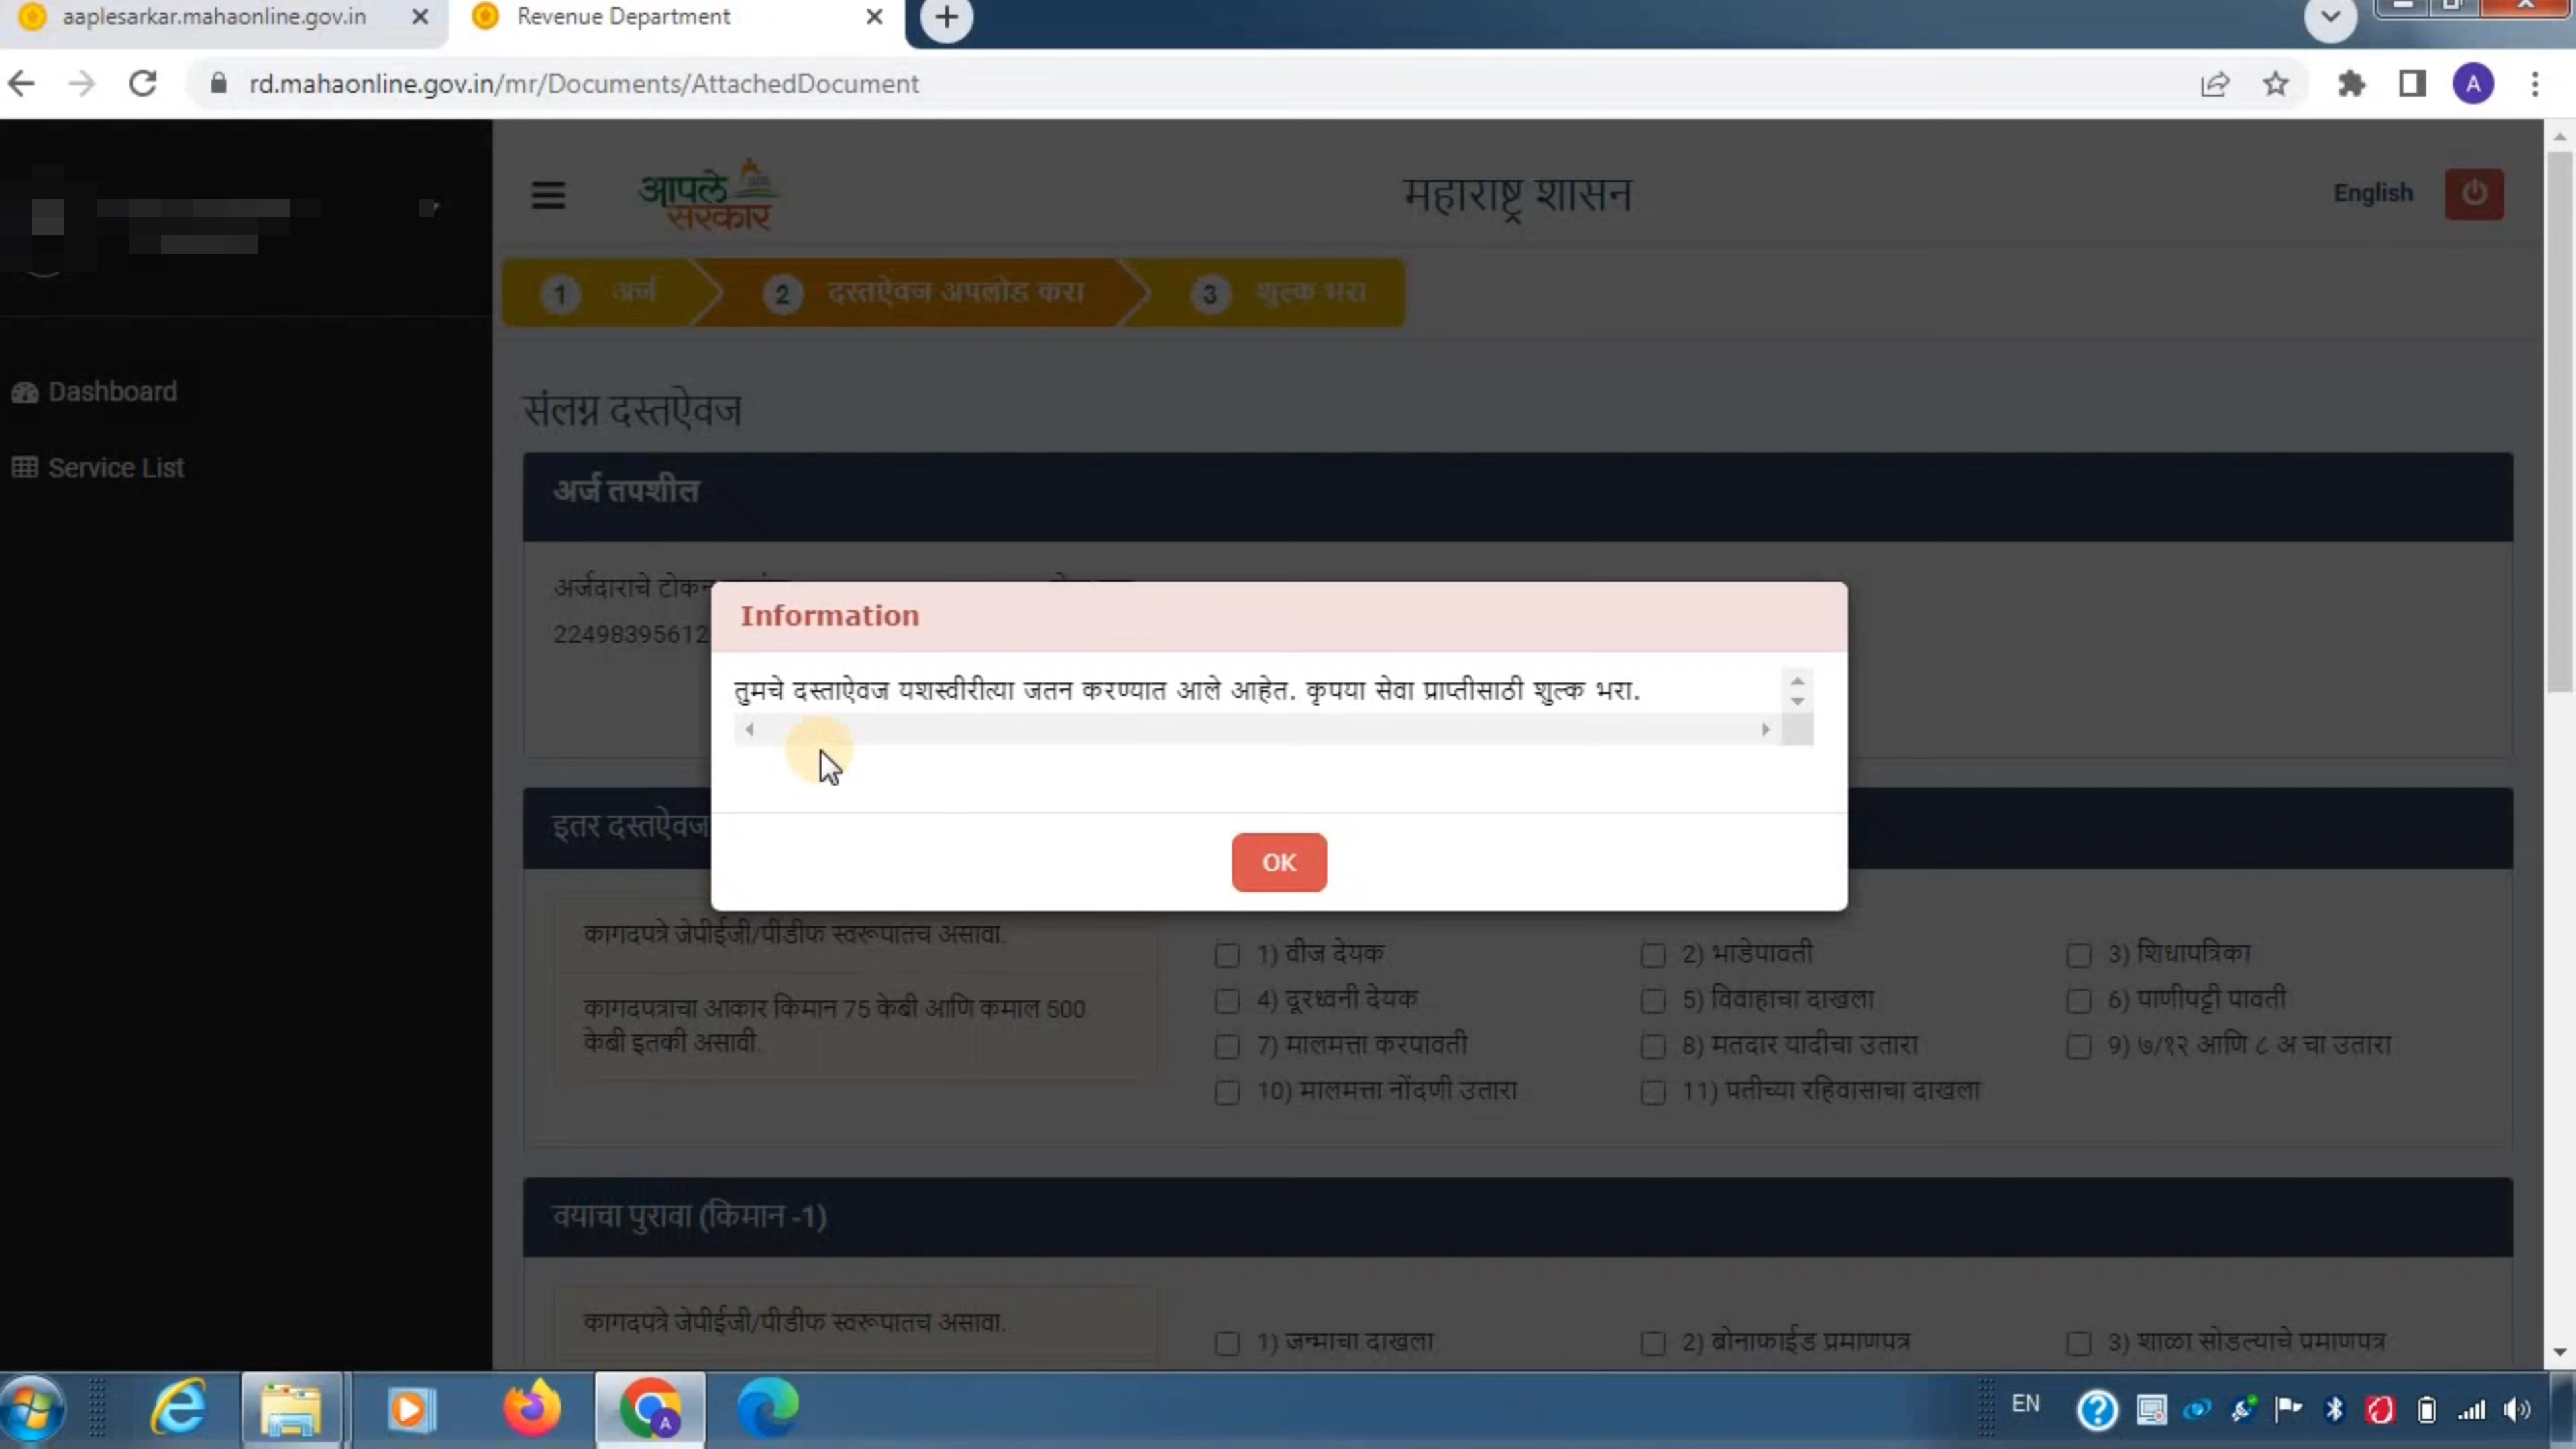 aaplesarkar.mahaonline.gov.in
Revenue Department
rd.mahaonline.gov.in/mr/Documents/AttachedDocument
A
आपले
सरकार
महाराष्ट्र शासन
English
1 अर्ज
2 दस्तऐवज अपलोड करा
3 शुल्क भरा
Dashboard
Service List
संलग्न दस्तऐवज
अर्ज तपशील
अर्जदाराचे
22498395612
Information
तुमचे दस्ताऐवज यशस्वीरीत्या जतन करण्यात आले आहेत. कृपया सेवा प्राप्तीसाठी शुल्क भरा.
OK
इतर दस्तऐवज
कागदपत्रे जेपीईजी/पीडीफ स्वरूपातच असावा.
कागदपत्राचा आकार किमान 75 केबी आणि कमाल 500
केबी इतकी असावी.
1) वीज देयक
2) भाडेपावती
3) शिधापत्रिका
4) दूरध्वनी देयक
5) विवाहाचा दाखला
6) पाणीपट्टी पावती
7) मालमत्ता करपावती
8) मतदार यादीचा उतारा
9) ७/१२ आणि ८ अ चा उतारा
10) मालमत्ता नोंदणी उतारा
11) पतीच्या रहिवासाचा दाखला
वयाचा पुरावा (किमान -1)
कागदपत्रे जेपीईजी/पीडीफ स्वरूपातच असावा.
1) जन्माचा दाखला
2) बोनाफाईड प्रमाणपत्र
3) शाळा सोडल्याचे प्रमाणपत्र
A
EN